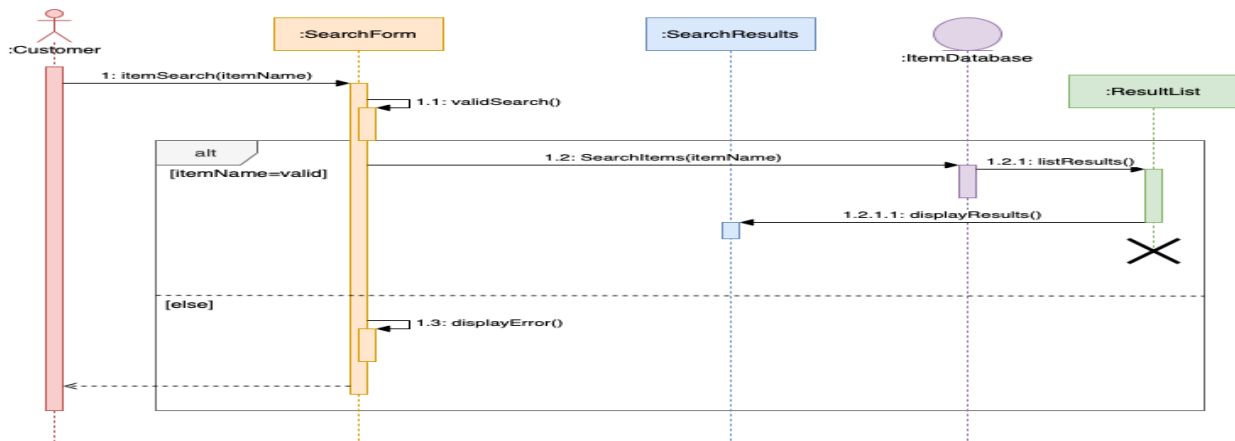 :Customer
:SearchForm
:SearchResults
:ItemDatabase
:ResultList
1: itemSearch(itemName)
1.1: validSearch()
alt
[itemName=valid]
1.2: SearchItems(itemName)
1.2.1: listResults()
1.2.1.1: displayResults()
[else]
1.3: displayError()